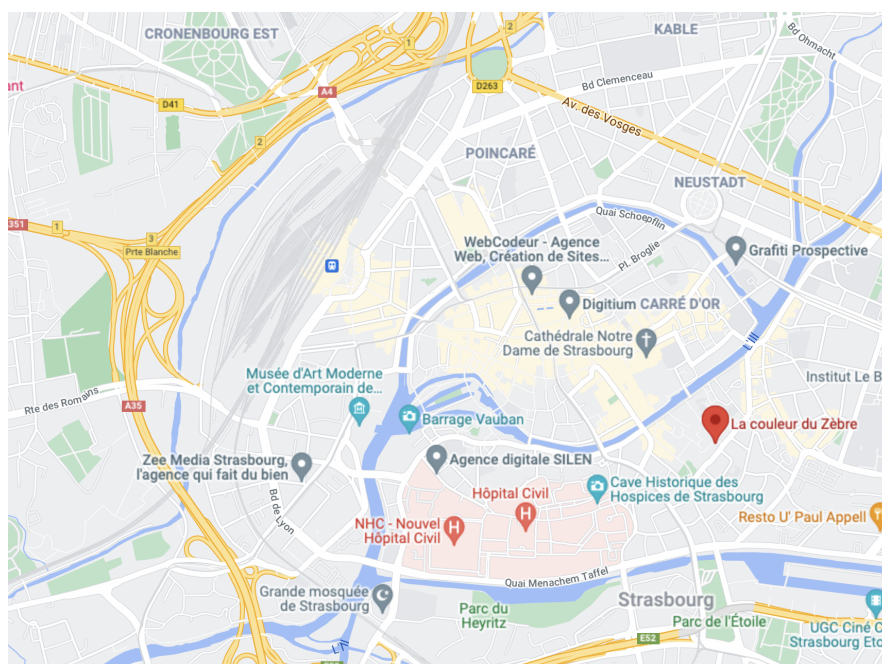 CRONENBOURG EST
1
2
KABLE
Bd Ohmacht
ant
A4
D41
D263
Bd Clemenceau
Av. des Vosges
2
POINCARÉ
NEUSTADT
351
1
3
Prte Blanche
Quai Schoepflin
WebCodeur - Agence
Web, Création de Sites...
Pl. Broglie
Grafiti Prospective
Digitium
CARRÉ D'OR
Cathédrale Notre
Dame de Strasbourg
L'Ill
Musée d'Art Moderne
et Contemporain de...
Institut Le B
Rte des Romains
A35
Barrage Vauban
La couleur du Zèbre
Zee Media Strasbourg,
l'agence qui fait du bien
Agence digitale SILEN
Bd de Lyon
Hôpital Civil
Cave Historique des
Hospices de Strasbourg
NHC - Nouvel
Hôpital Civil
Resto U' Paul Appell
Quai Menachem Taffel
Grande mosquée
de Strasbourg
Parc du
Heyritz
Strasbourg
Parc de l'Étoile
UGC Ciné C
Strasbourg Eto
E52
L'Ill